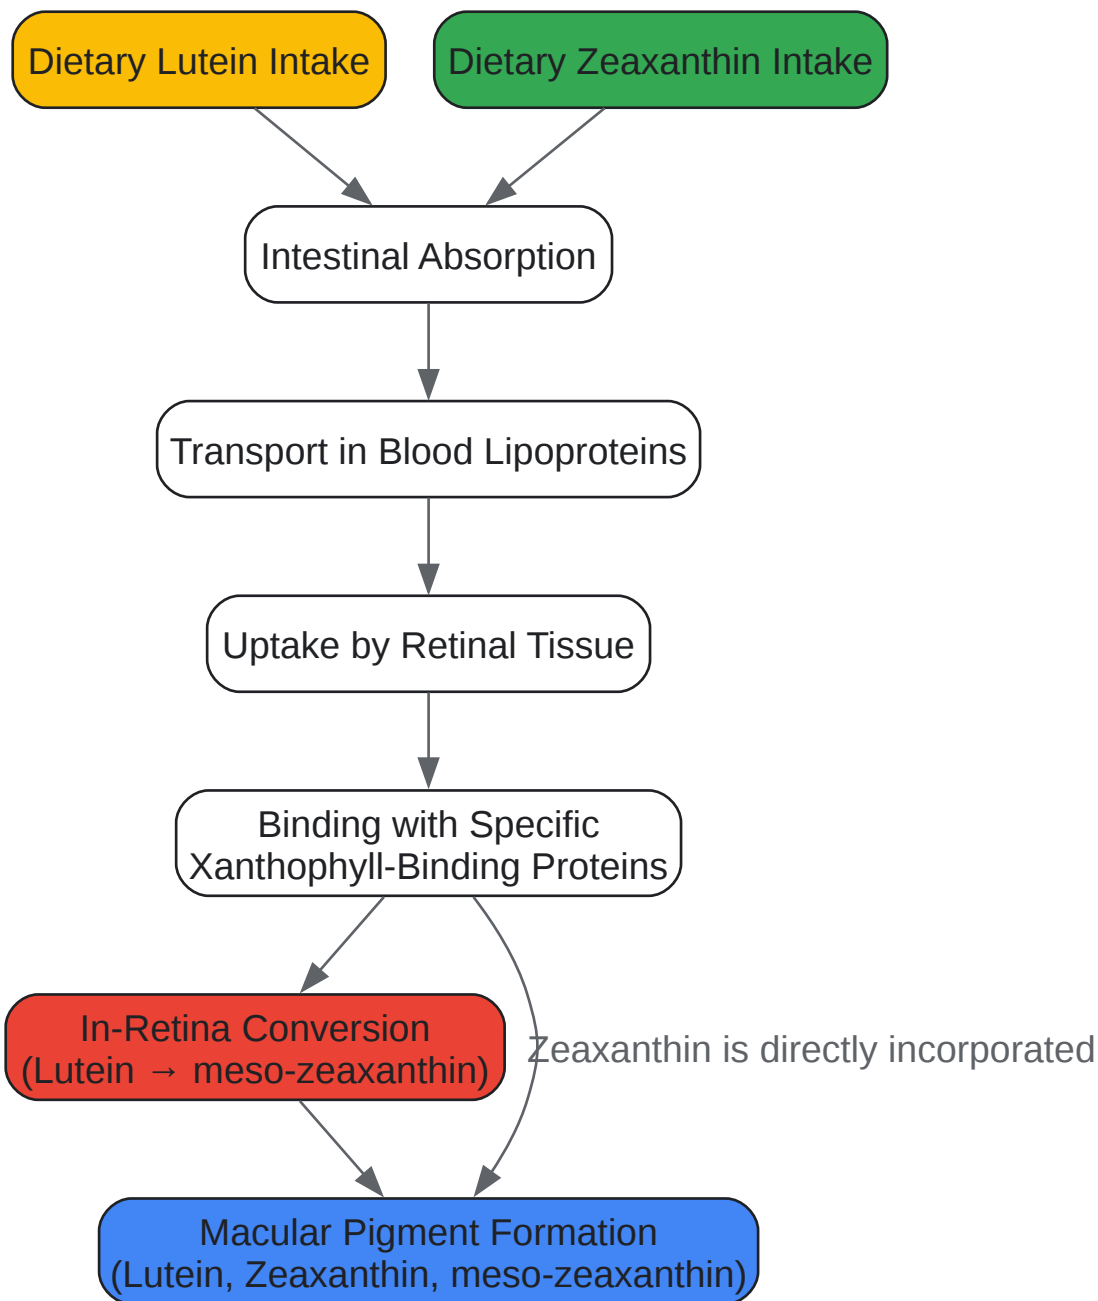 Dietary Lutein Intake
Dietary Zeaxanthin Intake
Intestinal Absorption
Transport in Blood Lipoproteins
Uptake by Retinal Tissue
Binding with Specific
Xanthophyll-Binding Proteins
In-Retina Conversion
(Lutein → meso-zeaxanthin)
Zeaxanthin is directly incorporated
Macular Pigment Formation
(Lutein, Zeaxanthin, meso-zeaxanthin)